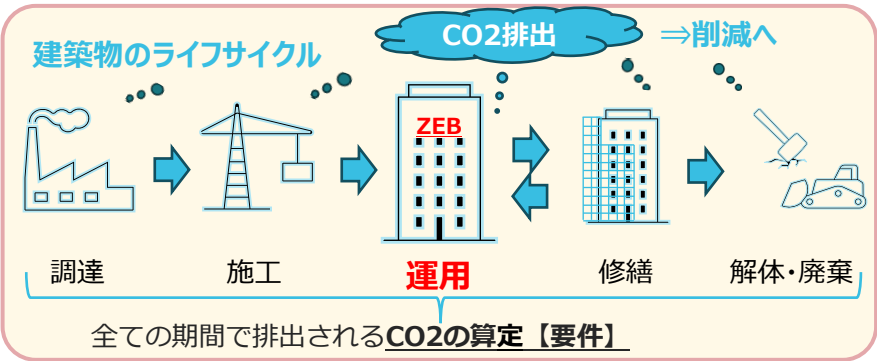 建築物のライフサイクル
CO2排出
⇒削減へ
ZEB
調達
施工
運用
修繕
解体・廃棄
全ての期間で排出されるCO2の算定【要件】